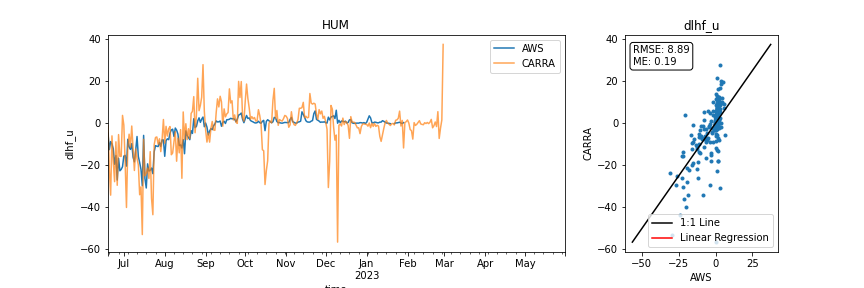 HUM
dlhf_u
40
20
0
−20
−40
−60
dlhf_u
AWS
CARRA
Jul Aug Sep Oct Nov Dec Jan Feb Mar Apr May
2023
time
dlhf_u
40
20
0
−20
−40
−60
CARRA
RMSE: 8.89
ME: 0.19
1:1 Line
Linear Regression
−50 −25 0 25
AWS